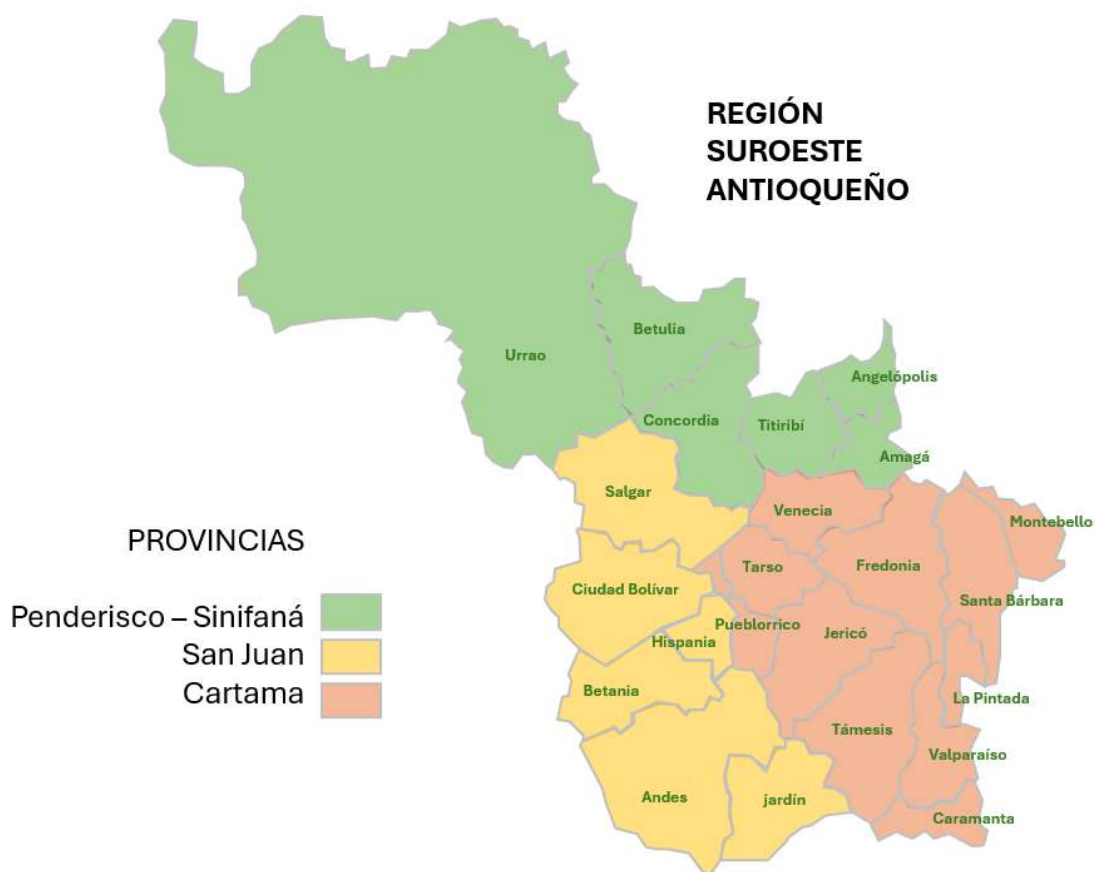 REGIÓN
SUROESTE
ANTIOQUEÑO
Betulia
Urrao
Angelópolis
Concordia
Titiribí
Amagá
Salgar
Venecia
Montebello
PROVINCIAS
Tarso
Fredonia
Ciudad Bolívar
Santa Bárbara
Penderisco – Sinifaná
Pueblorrico
Jericó
Hispania
San Juan
Betania
Cartama
La Pintada
Támesis
Valparaíso
Andes
jardín
Caramanta